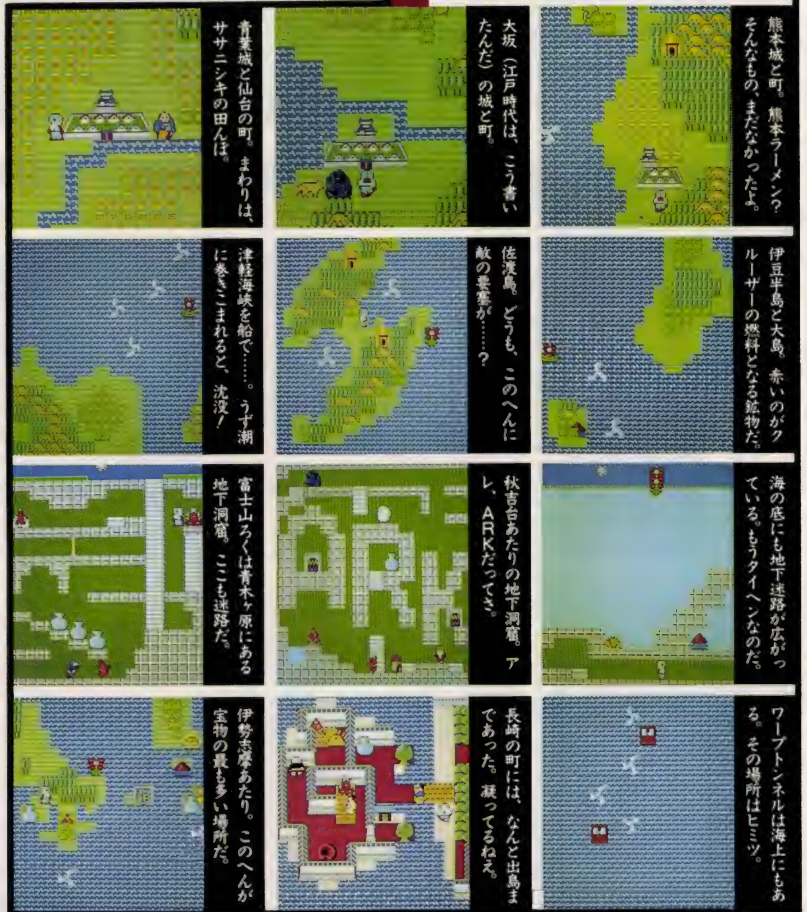 熊本城と町。熊本ラーメン?
そんなもの、まだなかったよ。
大坂(江戸時代は、こう書い
たんだ)の城と町。
青葉城と仙台の町。まわりは、
ササニシキの田んぼ。
伊豆半島と大島。赤いのがク
ルーザーの燃料となる鉱物だ。
佐渡島。どうも、このへんに
敵の要塞が……?
津軽海峡を船で……。うず潮
に巻きこまれると、沈没!
海の底にも地下迷路が広がっ
ている。もうタイヘンなのだ。
ARK
秋吉台あたりの地下洞窟。ア
レ、ARKだってさ。
富士山ろくは青木ヶ原にある
地下洞窟。ここも迷路だ。
ワープトンネルは海上にもあ
る。その場所はヒミツ。
長崎の町には、なんと出島ま
であった。凝ってるねえ。
伊勢志摩あたり。このへんが
宝物の最も多い場所だ。